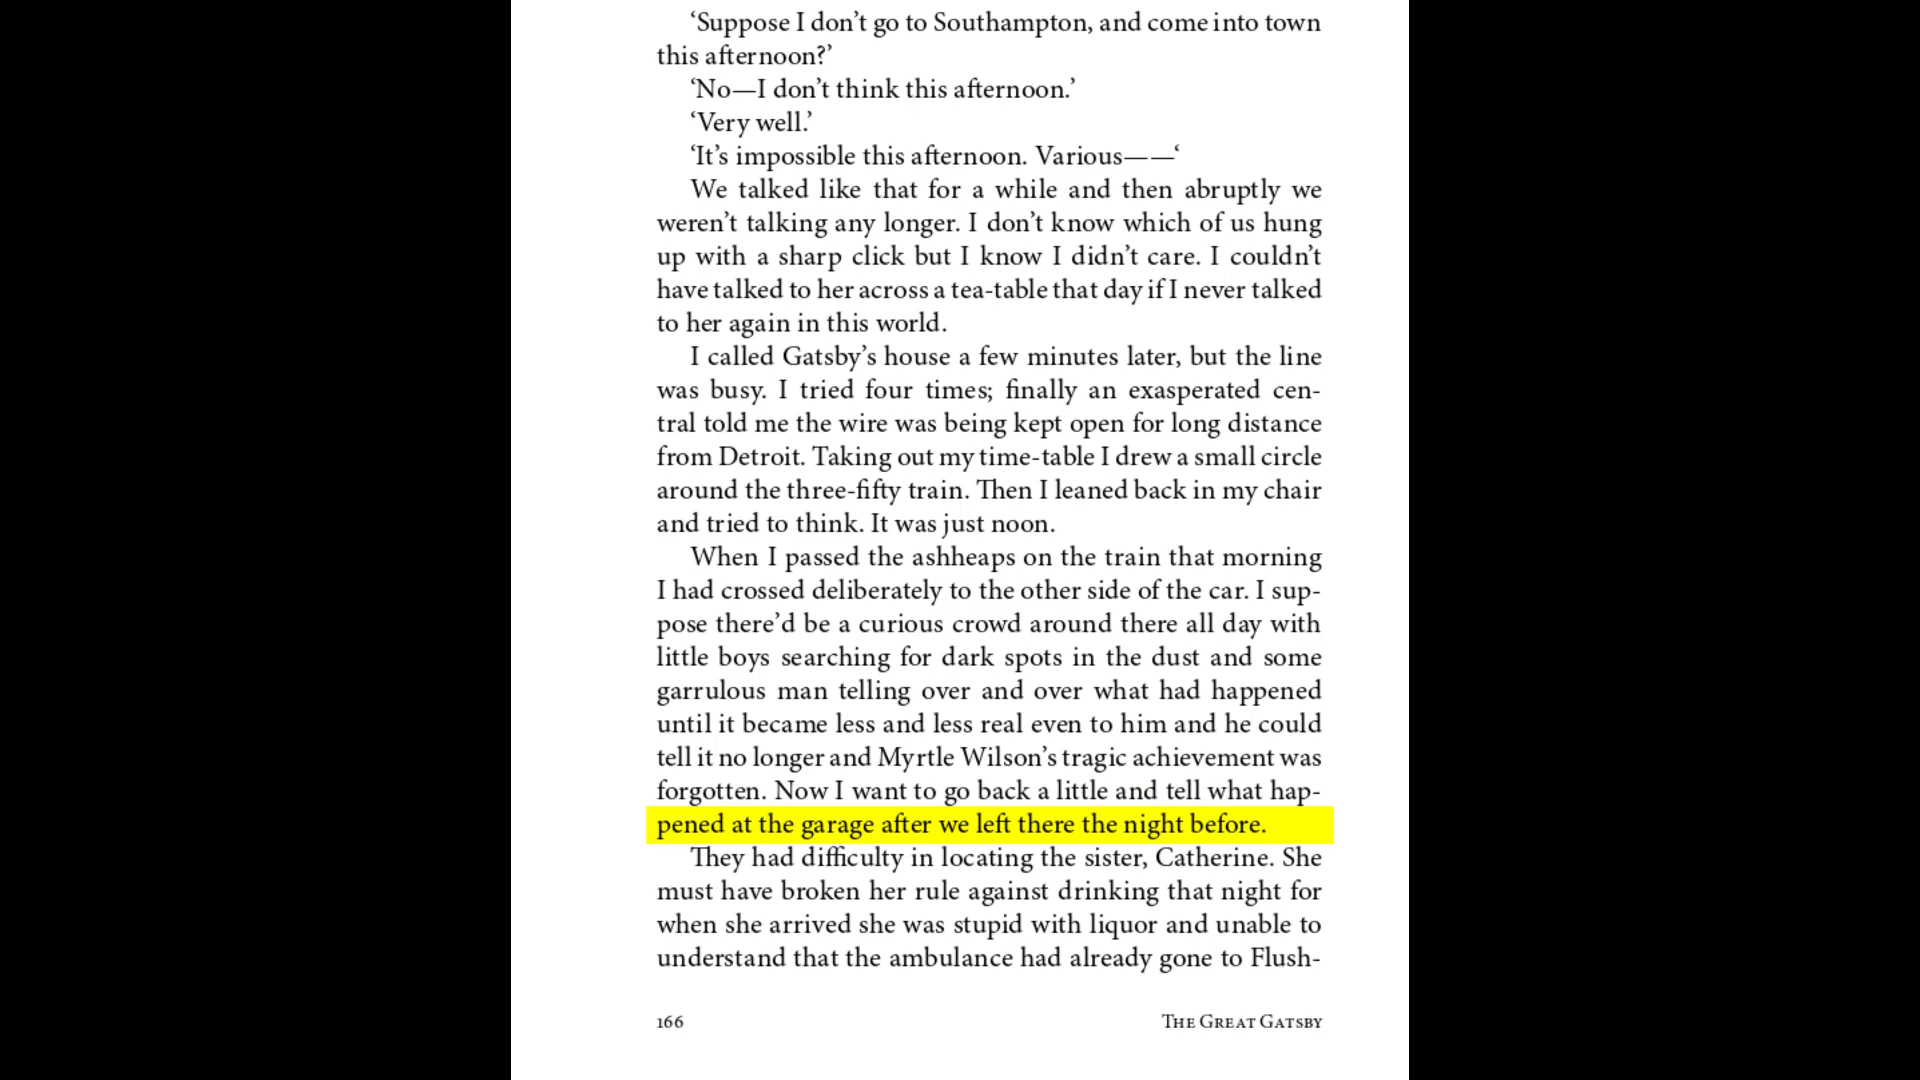 ‘Suppose I don’t go to Southampton, and come into town
this afternoon?’
‘No—I don’t think this afternoon.’
‘Very well.’
‘It’s impossible this afternoon. Various——‘
We talked like that for a while and then abruptly we
weren’t talking any longer. I don’t know which of us hung
up with a sharp click but I know I didn’t care. I couldn’t
have talked to her across a tea-table that day if I never talked
to her again in this world.
I called Gatsby’s house a few minutes later, but the line
was busy. I tried four times; finally an exasperated cen-
tral told me the wire was being kept open for long distance
from Detroit. Taking out my time-table I drew a small circle
around the three-fifty train. Then I leaned back in my chair
and tried to think. It was just noon.
When I passed the ashheaps on the train that morning
I had crossed deliberately to the other side of the car. I sup-
pose there’d be a curious crowd around there all day with
little boys searching for dark spots in the dust and some
garrulous man telling over and over what had happened
until it became less and less real even to him and he could
tell it no longer and Myrtle Wilson’s tragic achievement was
forgotten. Now I want to go back a little and tell what hap-
pened at the garage after we left there the night before.
They had difficulty in locating the sister, Catherine. She
must have broken her rule against drinking that night for
when she arrived she was stupid with liquor and unable to
understand that the ambulance had already gone to Flush-
166 The Great Gatsby